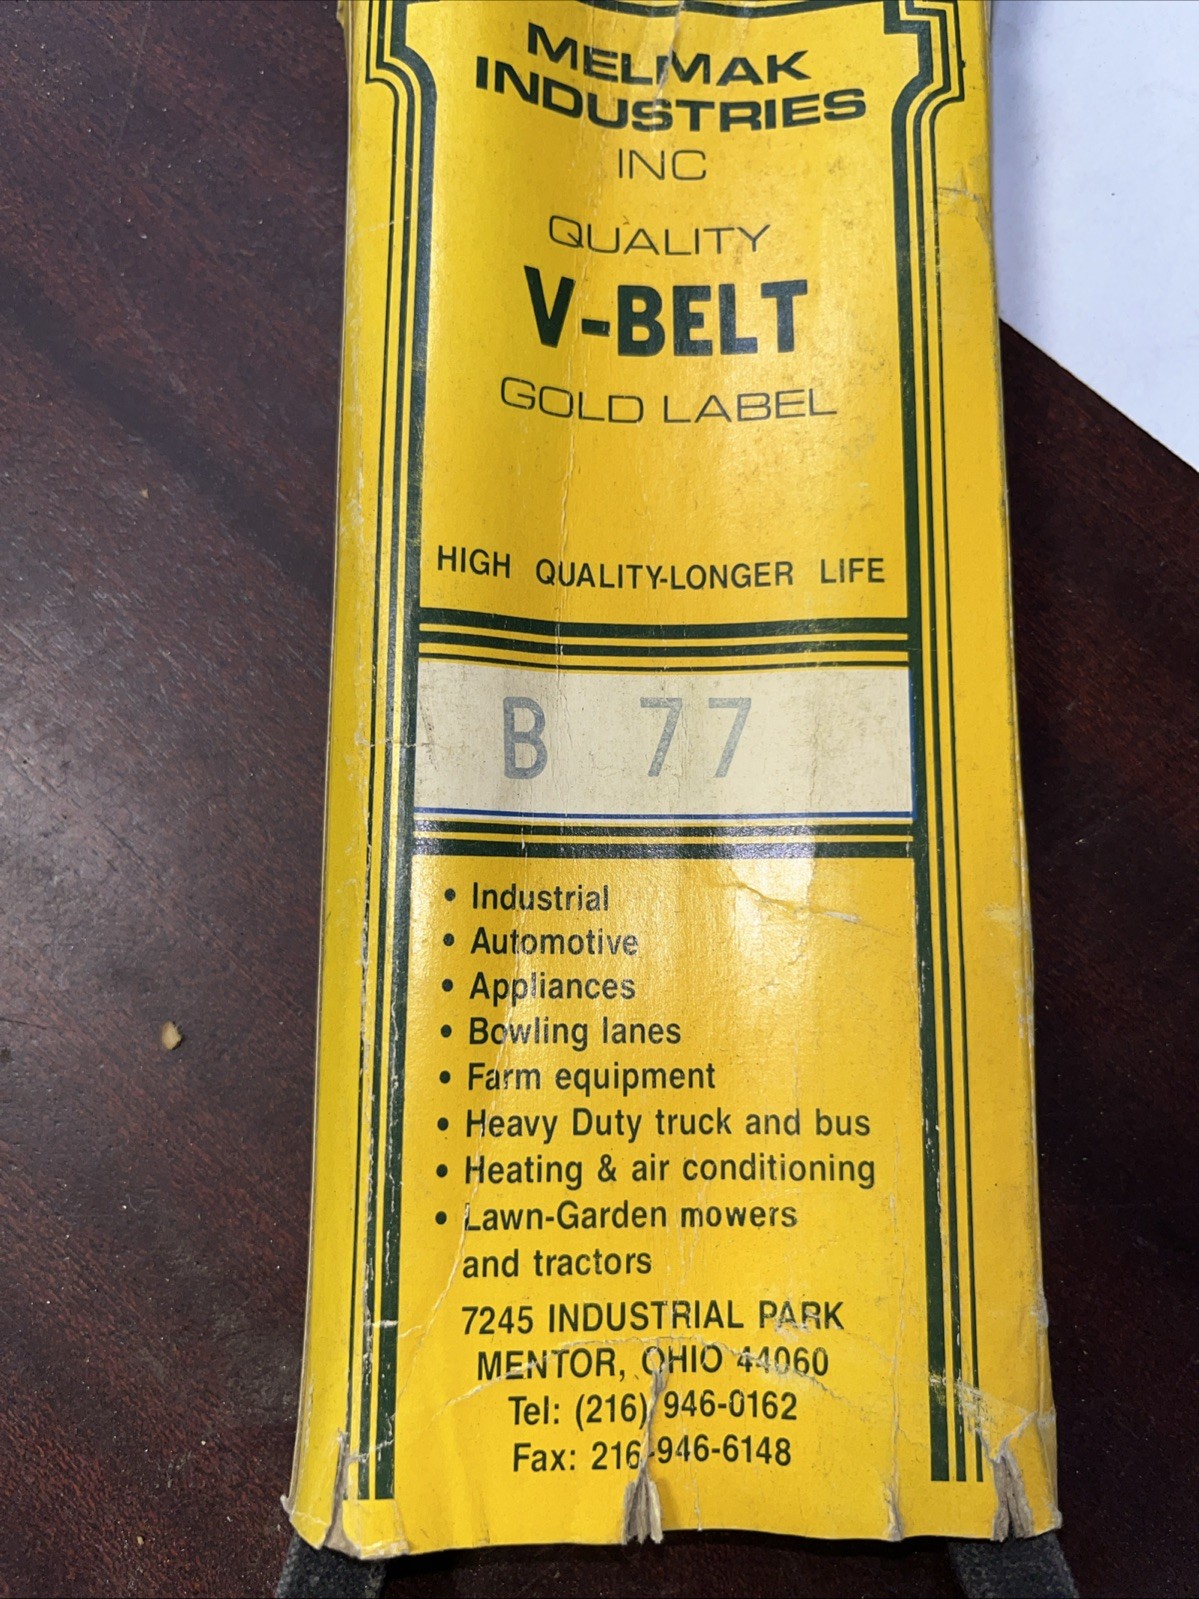 MELMAK
INDUSTRIES
INC
QUALITY
V-BELT
GOLD LABEL
HIGH QUALITY-LONGER LIFE
B 77
• Industrial
• Automotive
• Appliances
• Bowling lanes
• Farm equipment
• Heavy Duty truck and bus
• Heating & air conditioning
• Lawn-Garden mowers
and tractors
7245 INDUSTRIAL PARK
MENTOR, OHIO 44060
Tel: (216) 946-0162
Fax: 216-946-6148